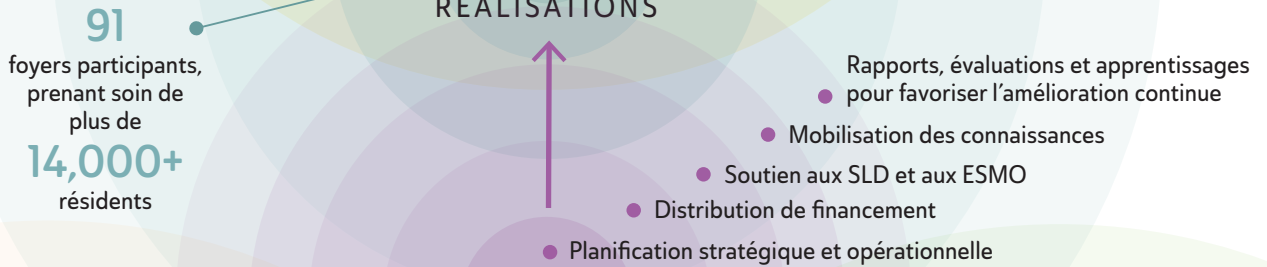 RÉALISATIONS
91
foyers participants,
prenant soin de
plus de
14,000+
résidents
Rapports, évaluations et apprentissages
pour favoriser l'amélioration continue
Mobilisation des connaissances
Soutien aux SLD et aux ESMO
Distribution de financement
Planification stratégique et opérationnelle